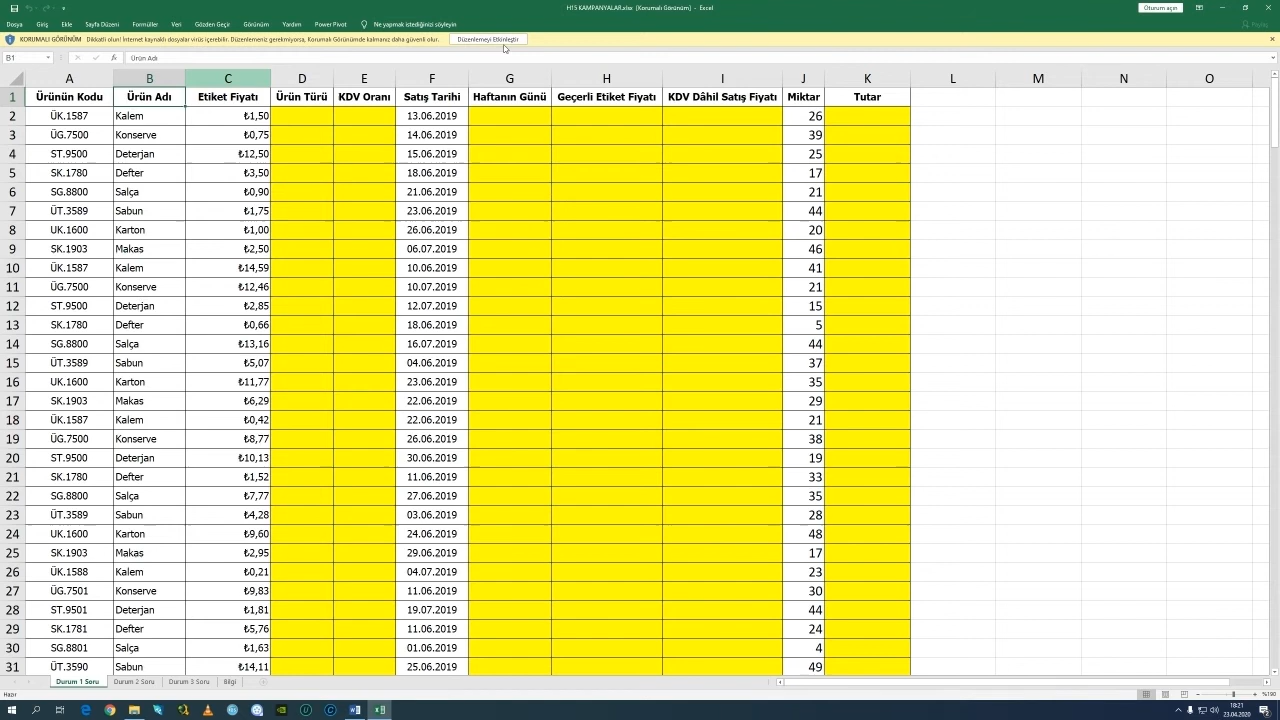 H15 KAMPANYALAR.xlsx [Korumalı Görünüm] - Excel
Oturum açın
Dosya Giriş Ekle Sayfa Düzeni Formüller Veri Gözden Geçir Görünüm Yardım Power Pivot Ne yapmak istediğinizi söyleyin Paylaş
KORUMALI GÖRÜNÜM Dikkatli olun! İnternet kaynaklı dosyalar virüs içerebilir. Düzenlemeniz gerekmiyorsa, Korumalı Görünümde kalmanız daha güvenli olur. Düzenlemeyi Etkinleştir
B1 fx Ürün Adı
A B C D E F G H I J K L M N O
1 Ürünün Kodu Ürün Adı Etiket Fiyatı Ürün Türü KDV Oranı Satış Tarihi Haftanın Günü Geçerli Etiket Fiyatı KDV Dâhil Satış Fiyatı Miktar Tutar
2 ÜK.1587 Kalem ₺1,50 13.06.2019 26
3 ÜG.7500 Konserve ₺0,75 14.06.2019 39
4 ST.9500 Deterjan ₺12,50 15.06.2019 25
5 SK.1780 Defter ₺3,50 18.06.2019 17
6 SG.8800 Salça ₺0,90 21.06.2019 21
7 ÜT.3589 Sabun ₺1,75 23.06.2019 44
8 UK.1600 Karton ₺1,00 26.06.2019 20
9 SK.1903 Makas ₺2,50 06.07.2019 46
10 ÜK.1587 Kalem ₺14,59 10.06.2019 41
11 ÜG.7500 Konserve ₺12,46 10.07.2019 21
12 ST.9500 Deterjan ₺2,85 12.07.2019 15
13 SK.1780 Defter ₺0,66 18.06.2019 5
14 SG.8800 Salça ₺13,16 16.07.2019 44
15 ÜT.3589 Sabun ₺5,07 04.06.2019 37
16 UK.1600 Karton ₺11,77 23.06.2019 35
17 SK.1903 Makas ₺6,29 22.06.2019 29
18 ÜK.1587 Kalem ₺0,42 22.06.2019 21
19 ÜG.7500 Konserve ₺8,77 26.06.2019 38
20 ST.9500 Deterjan ₺10,13 30.06.2019 19
21 SK.1780 Defter ₺1,52 11.06.2019 33
22 SG.8800 Salça ₺7,77 27.06.2019 35
23 ÜT.3589 Sabun ₺4,28 03.06.2019 28
24 UK.1600 Karton ₺9,60 24.06.2019 48
25 SK.1903 Makas ₺2,95 29.06.2019 17
26 ÜK.1588 Kalem ₺0,21 04.07.2019 23
27 ÜG.7501 Konserve ₺9,83 11.06.2019 30
28 ST.9501 Deterjan ₺1,81 19.07.2019 44
29 SK.1781 Defter ₺5,76 11.06.2019 24
30 SG.8801 Salça ₺1,63 01.06.2019 4
31 ÜT.3590 Sabun ₺14,11 25.06.2019 49
Durum 1 Soru Durum 2 Soru Durum 3 Soru Bilgi
Hazır %190
18:21
23.04.2020